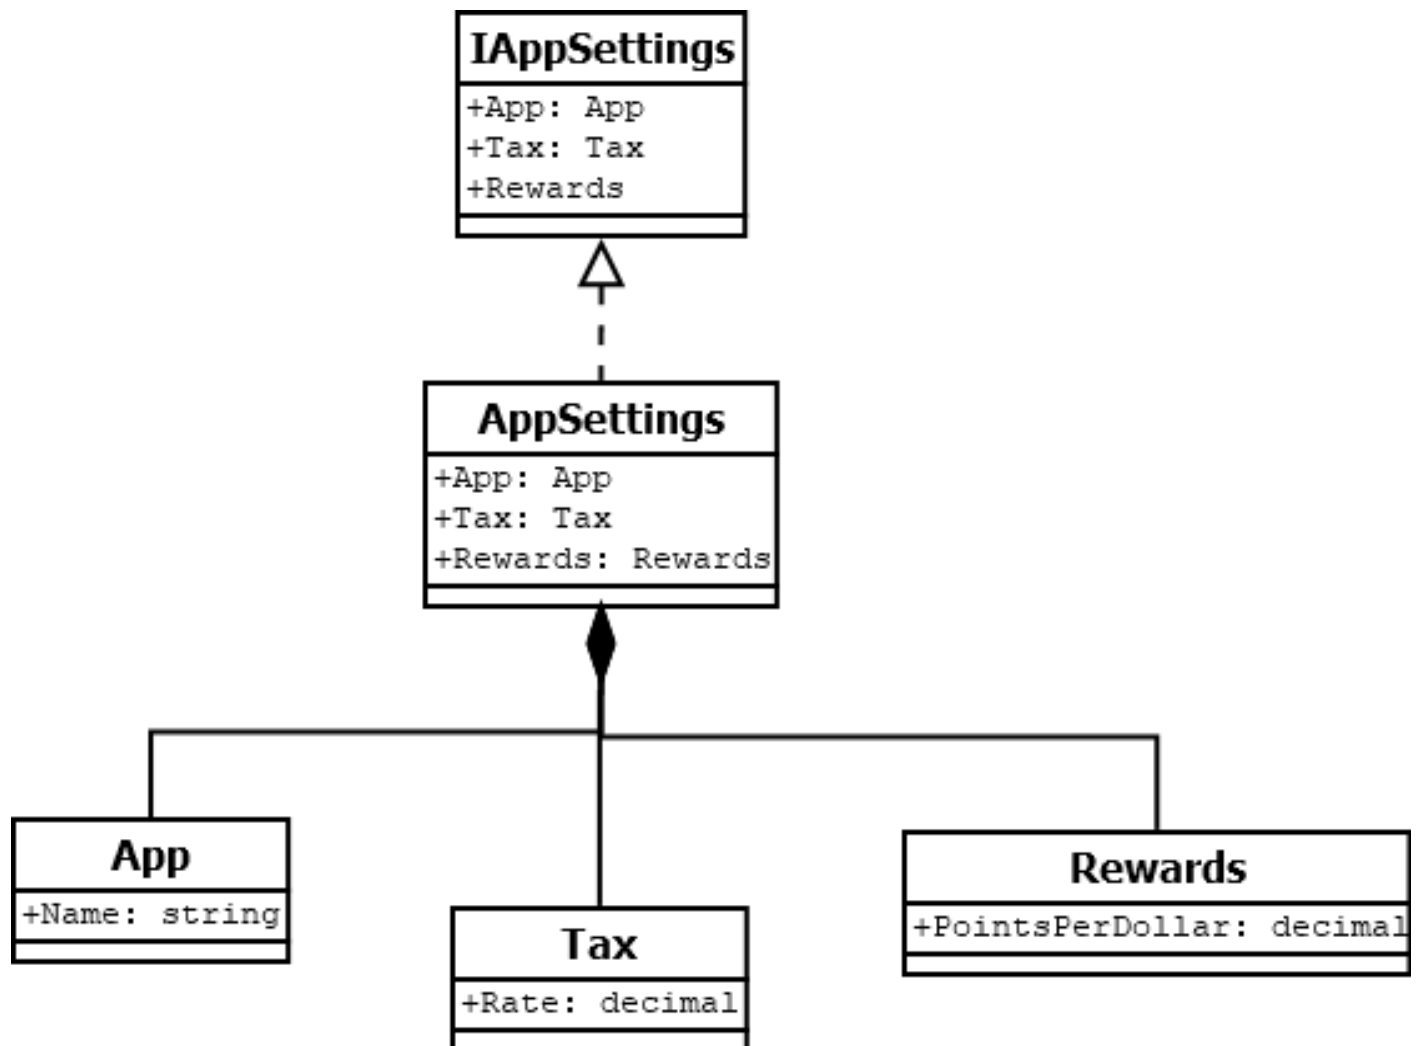 IAppSettings
+App: App
+Tax: Tax
+Rewards
AppSettings
+App: App
+Tax: Tax
+Rewards: Rewards
App
+Name: string
Tax
+Rate: decimal
Rewards
+PointsPerDollar: decimal